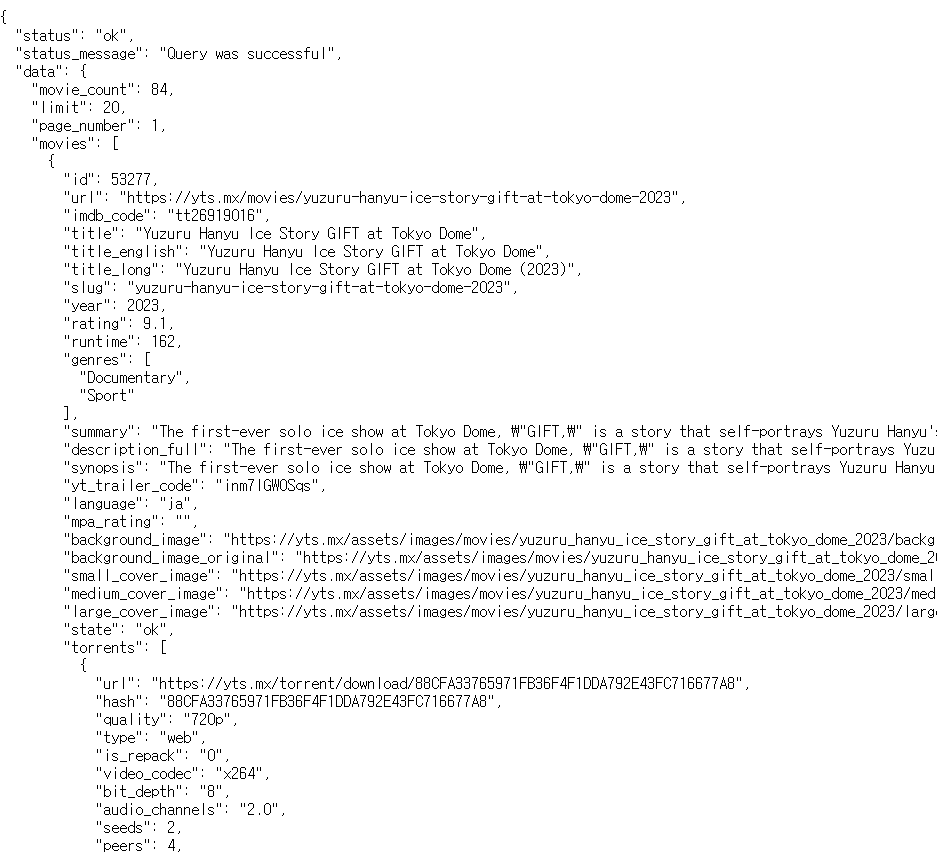 {
"status": "ok",
"status_message": "Query was successful",
"data": {
"movie_count": 84,
"limit": 20,
"page_number": 1,
"movies": [
{
"id": 53277,
"url": "https://yts.mx/movies/yuzuru-hanyu-ice-story-gift-at-tokyo-dome-2023",
"imdb_code": "tt26919016",
"title": "Yuzuru Hanyu Ice Story GIFT at Tokyo Dome",
"title_english": "Yuzuru Hanyu Ice Story GIFT at Tokyo Dome",
"title_long": "Yuzuru Hanyu Ice Story GIFT at Tokyo Dome (2023)",
"slug": "yuzuru-hanyu-ice-story-gift-at-tokyo-dome-2023",
"year": 2023,
"rating": 9.1,
"runtime": 162,
"genres": [
"Documentary",
"Sport"
],
"summary": "The first-ever solo ice show at Tokyo Dome, ₩"GIFT,₩" is a story that self-portrays Yuzuru Hanyu's
"description_full": "The first-ever solo ice show at Tokyo Dome, ₩"GIFT,₩" is a story that self-portrays Yuzu
"synopsis": "The first-ever solo ice show at Tokyo Dome, ₩"GIFT,₩" is a story that self-portrays Yuzuru Hanyu
"yt_trailer_code": "inm7lGWOSqs",
"language": "ja",
"mpa_rating": "",
"background_image": "https://yts.mx/assets/images/movies/yuzuru_hanyu_ice_story_gift_at_tokyo_dome_2023/backg
"background_image_original": "https://yts.mx/assets/images/movies/yuzuru_hanyu_ice_story_gift_at_tokyo_dome_20
"small_cover_image": "https://yts.mx/assets/images/movies/yuzuru_hanyu_ice_story_gift_at_tokyo_dome_2023/smal
"medium_cover_image": "https://yts.mx/assets/images/movies/yuzuru_hanyu_ice_story_gift_at_tokyo_dome_2023/med
"large_cover_image": "https://yts.mx/assets/images/movies/yuzuru_hanyu_ice_story_gift_at_tokyo_dome_2023/large
"state": "ok",
"torrents": [
{
"url": "https://yts.mx/torrent/download/88CFA33765971FB36F4F1DDA792E43FC716677A8",
"hash": "88CFA33765971FB36F4F1DDA792E43FC716677A8",
"quality": "720p",
"type": "web",
"is_repack": "0",
"video_codec": "x264",
"bit_depth": "8",
"audio_channels": "2.0",
"seeds": 2,
"peers": 4,